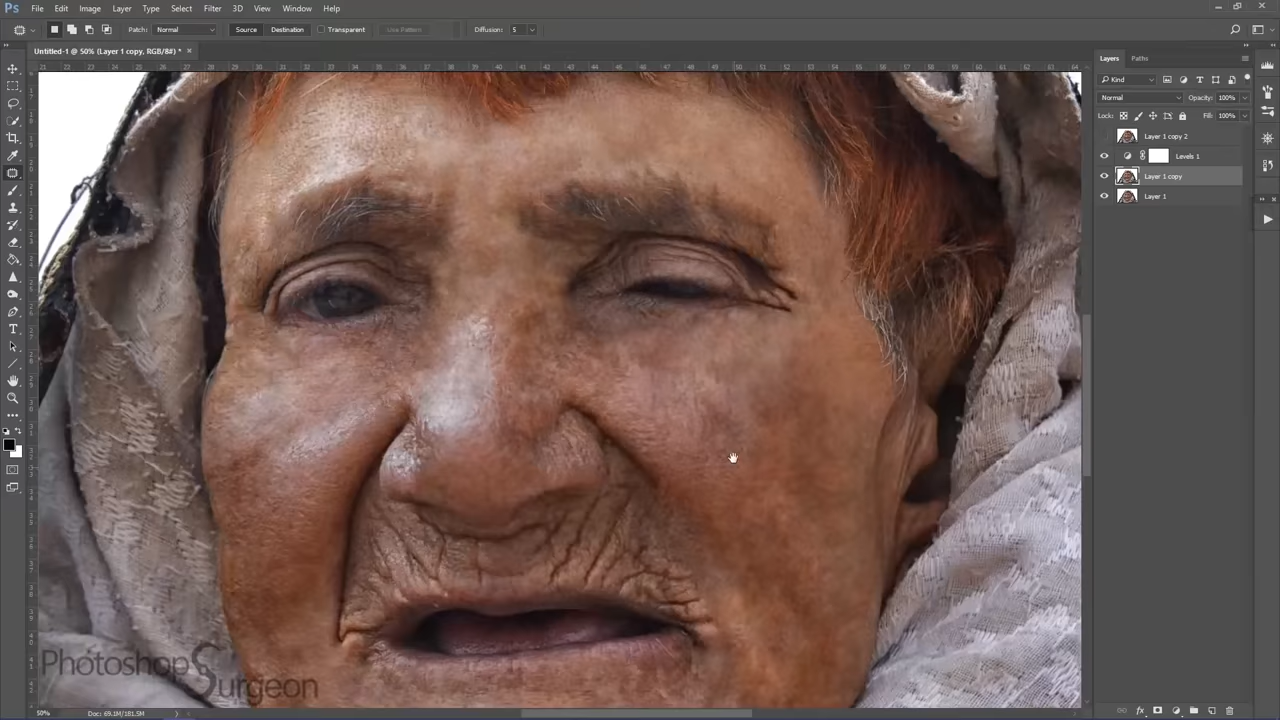 Ps File Edit Image Layer Type Select Filter 3D View Window Help
Patch: Normal Source Destination Transparent Use Pattern Diffusion: 5
Untitled-1 @ 50% (Layer 1 copy, RGB/8#) * ×
Layers Paths
Kind
Normal Opacity: 100%
Lock: Fill: 100%
Layer 1 copy 2
Levels 1
Layer 1 copy
Layer 1
Photoshop Surgeon
50% Doc: 69.1M/181.5M